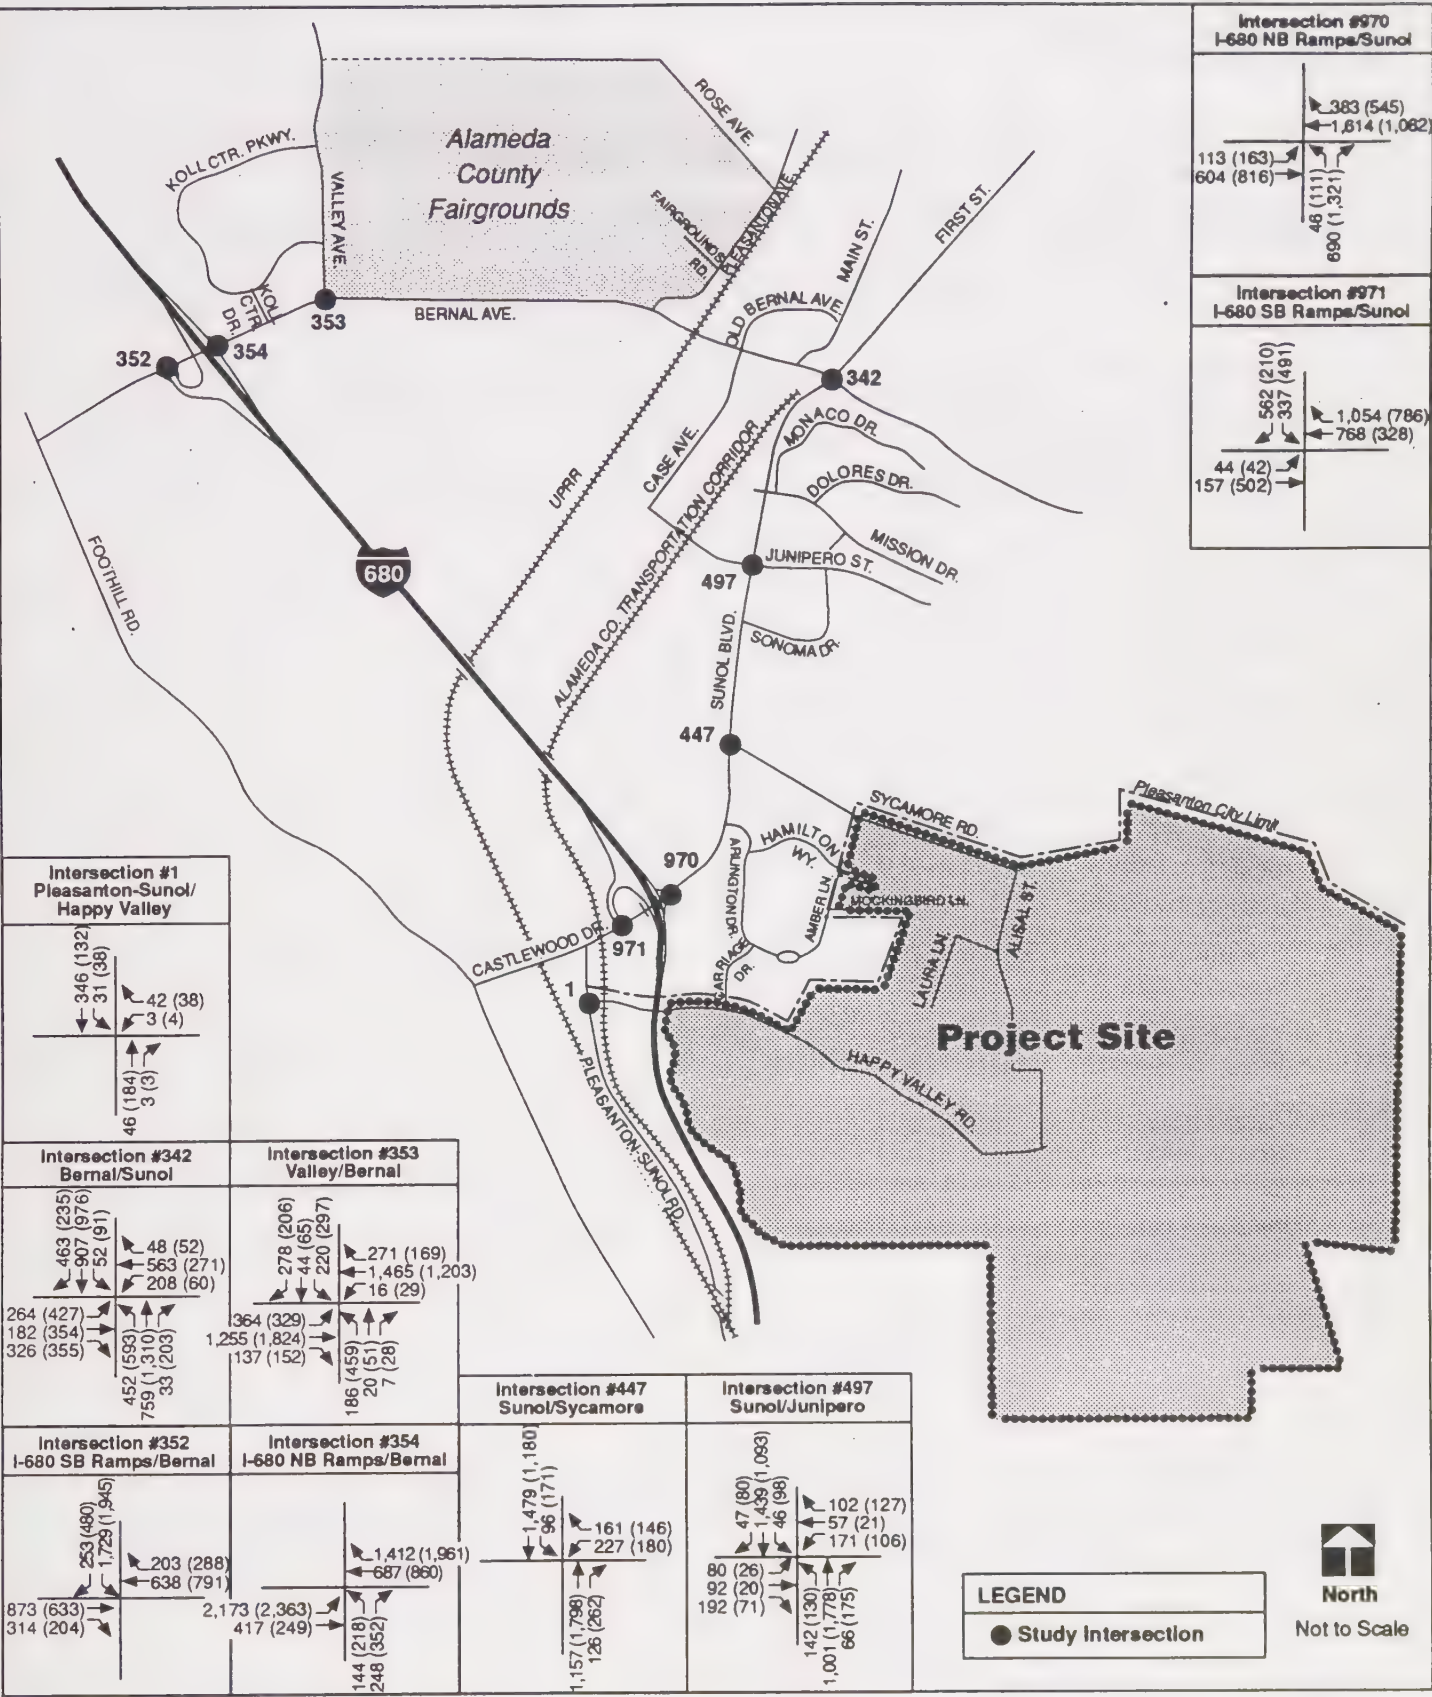 Intersection #970
I-680 NB Ramps/Sunol
383 (545)
1,614 (1,062)
113 (163)
604 (816)
46 (111)
690 (1,321)
Intersection #971
I-680 SB Ramps/Sunol
562 (210)
337 (491)
1,054 (786)
768 (328)
44 (42)
157 (502)
Alameda
County
Fairgrounds
ROSE AVE.
KOLL CTR. PKWY.
VALLEY AVE.
FAIRGROUNDS
RD.
PLEASANTON AVE.
MAIN ST.
FIRST ST.
KOLL
CTR.
DR.
353
BERNAL AVE.
OLD BERNAL AVE.
352
354
342
MONACO DR.
CASE AVE.
DOLORES DR.
UPRR
ALAMEDA CO. TRANSPORTATION CORRIDOR
MISSION DR.
JUNIPERO ST.
497
680
FOOTHILL RD.
SUNOL BLVD.
SONOMA DR.
447
SYCAMORE RD.
Pleasanton City Limit
HAMILTON
WY.
970
ARLINGTON DR.
AMBER LN.
MOCKINGBIRD LN.
ALISAL ST.
LAURA LN.
CASTLEWOOD DR.
971
CARRIAGE
DR.
1
Project Site
HAPPY VALLEY RD.
PLEASANTON-SUNOL RD.
Intersection #1
Pleasanton-Sunol/
Happy Valley
346 (132)
31 (38)
42 (38)
3 (4)
46 (184)
3 (3)
Intersection #342
Bernal/Sunol
463 (235)
907 (976)
52 (91)
48 (52)
563 (271)
208 (60)
264 (427)
182 (354)
326 (355)
452 (593)
759 (1,310)
33 (203)
Intersection #353
Valley/Bernal
278 (206)
44 (65)
220 (297)
271 (169)
1,465 (1,203)
16 (29)
364 (329)
1,255 (1,824)
137 (152)
186 (459)
20 (51)
7 (28)
Intersection #352
I-680 SB Ramps/Bernal
253 (480)
1,729 (1,945)
203 (288)
638 (791)
873 (633)
314 (204)
Intersection #354
I-680 NB Ramps/Bernal
1,412 (1,961)
687 (860)
2,173 (2,363)
417 (249)
144 (218)
248 (352)
Intersection #447
Sunol/Sycamore
1,479 (1,180)
96 (171)
161 (146)
227 (180)
1,157 (1,798)
126 (262)
Intersection #497
Sunol/Junipero
47 (80)
1,439 (1,093)
46 (98)
102 (127)
57 (21)
171 (106)
80 (26)
92 (20)
192 (71)
142 (130)
1,001 (1,778)
66 (175)
LEGEND
Study Intersection
North
Not to Scale